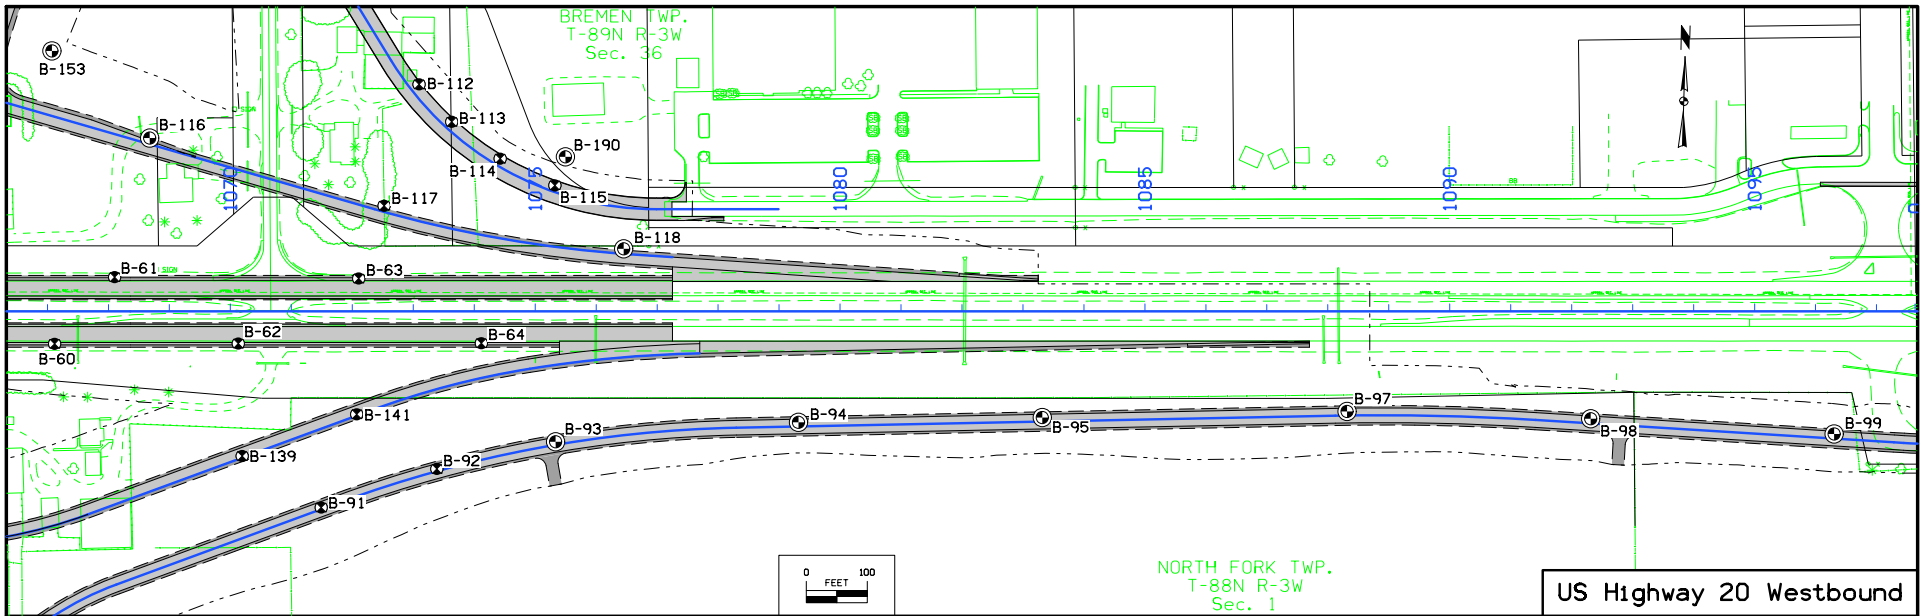 BREMEN TWP.
T-89N R-3W
Sec. 36
B-153
B-112
SIGN
B-113
B-116
B-190
B-114
B-115
1070
1075
1080
1085
1090
1095
B-117
B-118
B-61
SIGN
B-63
B-60
B-62
B-64
B-141
B-94
B-97
B-93
B-95
B-98
B-99
B-139
B-92
B-91
0 100
FEET
NORTH FORK TWP.
T-88N R-3W
Sec. 1
US Highway 20 Westbound